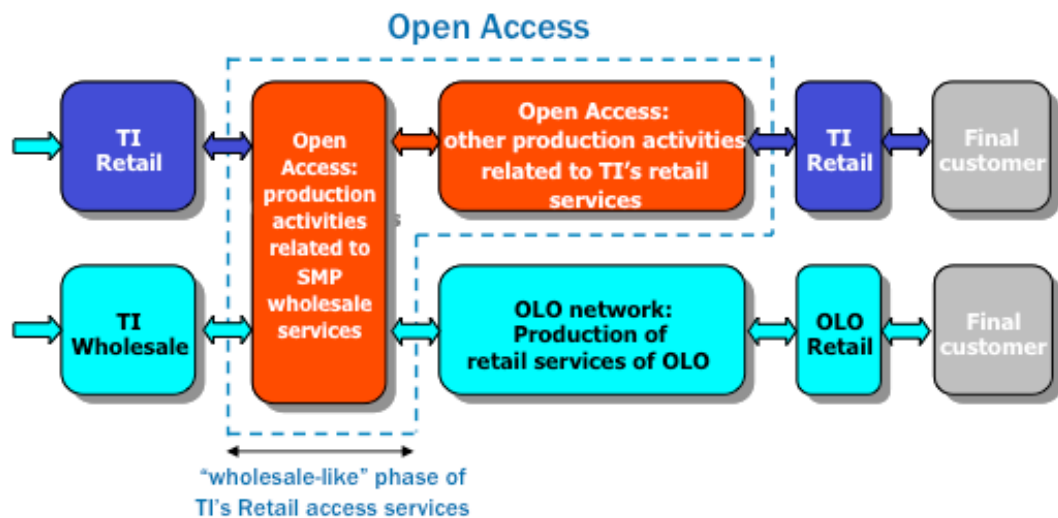 Open Access
TI
Retail
Open
Access:
production
activities
related to
SMP
wholesale
services
Open Access:
other production activities
related to TI's retail
services
TI
Retail
Final
customer
TI
Wholesale
OLO network:
Production of
retail services of OLO
OLO
Retail
Final
customer
“wholesale-like” phase of
TI's Retail access services